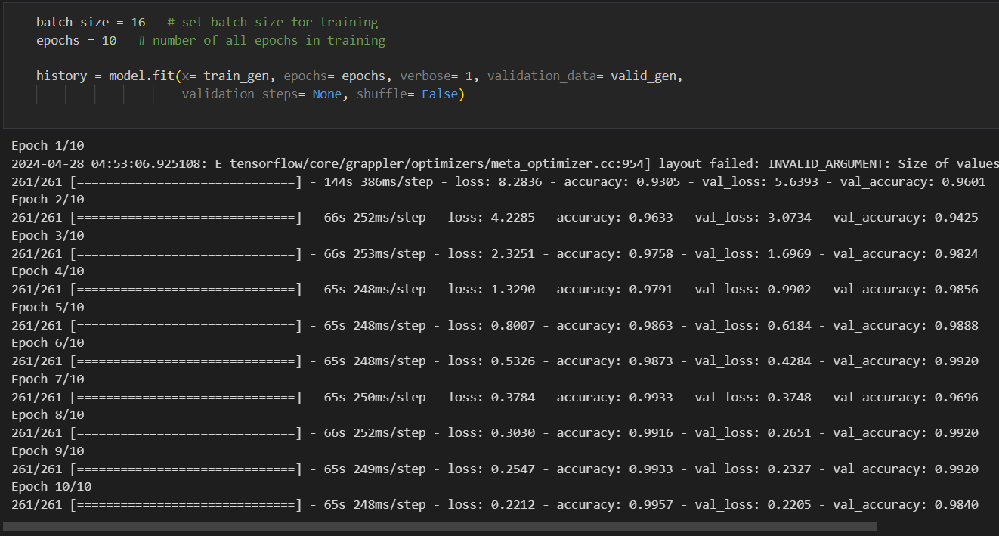 batch_size = 16   # set batch size for training
epochs = 10   # number of all epochs in training
history = model.fit(x= train_gen, epochs= epochs, verbose= 1, validation_data= valid_gen,
validation_steps= None, shuffle= False)
Epoch 1/10
2024-04-28 04:53:06.925108: E tensorflow/core/grappler/optimizers/meta_optimizer.cc:954] layout failed: INVALID_ARGUMENT: Size of values
261/261 [==============================] - 144s 386ms/step - loss: 8.2836 - accuracy: 0.9305 - val_loss: 5.6393 - val_accuracy: 0.9601
Epoch 2/10
261/261 [==============================] - 66s 252ms/step - loss: 4.2285 - accuracy: 0.9633 - val_loss: 3.0734 - val_accuracy: 0.9425
Epoch 3/10
261/261 [==============================] - 66s 253ms/step - loss: 2.3251 - accuracy: 0.9758 - val_loss: 1.6969 - val_accuracy: 0.9824
Epoch 4/10
261/261 [==============================] - 65s 248ms/step - loss: 1.3290 - accuracy: 0.9791 - val_loss: 0.9902 - val_accuracy: 0.9856
Epoch 5/10
261/261 [==============================] - 65s 248ms/step - loss: 0.8007 - accuracy: 0.9863 - val_loss: 0.6184 - val_accuracy: 0.9888
Epoch 6/10
261/261 [==============================] - 65s 248ms/step - loss: 0.5326 - accuracy: 0.9873 - val_loss: 0.4284 - val_accuracy: 0.9920
Epoch 7/10
261/261 [==============================] - 65s 250ms/step - loss: 0.3784 - accuracy: 0.9933 - val_loss: 0.3748 - val_accuracy: 0.9696
Epoch 8/10
261/261 [==============================] - 66s 252ms/step - loss: 0.3030 - accuracy: 0.9916 - val_loss: 0.2651 - val_accuracy: 0.9920
Epoch 9/10
261/261 [==============================] - 65s 249ms/step - loss: 0.2547 - accuracy: 0.9933 - val_loss: 0.2327 - val_accuracy: 0.9920
Epoch 10/10
261/261 [==============================] - 65s 248ms/step - loss: 0.2212 - accuracy: 0.9957 - val_loss: 0.2205 - val_accuracy: 0.9840